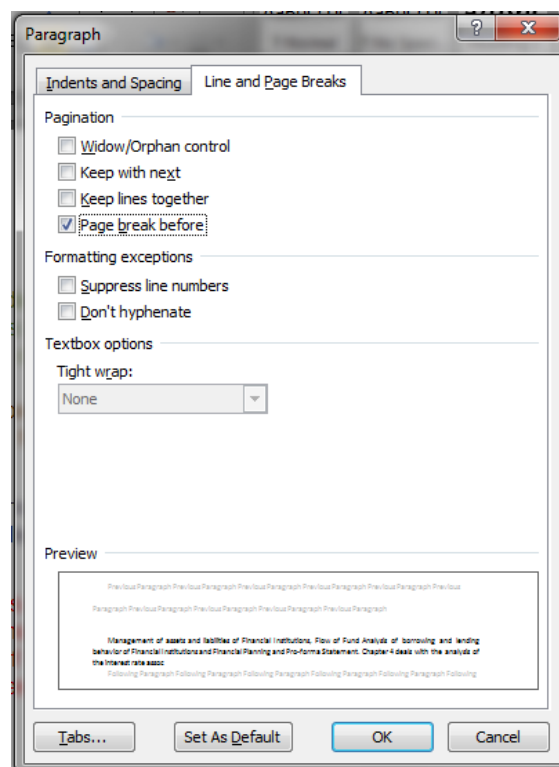 Paragraph
Indents and Spacing
Line and Page Breaks
Pagination
Widow/Orphan control
Keep with next
Keep lines together
Page break before
Formatting exceptions
Suppress line numbers
Don't hyphenate
Textbox options
Tight wrap:
None
Preview
Previous Paragraph Previous Paragraph Previous Paragraph Previous Paragraph Previous Paragraph Previous
Paragraph Previous Paragraph Previous Paragraph Previous Paragraph Previous Paragraph
Management of assets and liabilities of Financial Institutions, Flow of Fund Analysis of borrowing and lending
behavior of Financial Institutions and Financial Planning and Pro-forma Statement. Chapter 4 deals with the analysis of
the interest rate assoc
Following Paragraph Following Paragraph Following Paragraph Following Paragraph Following Paragraph Following
Tabs...
Set As Default
OK
Cancel